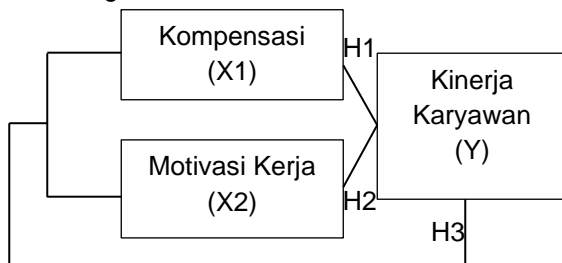 Kompensasi
(X1)
H1
Kinerja
Karyawan
(Y)
Motivasi Kerja
(X2)
H2
H3